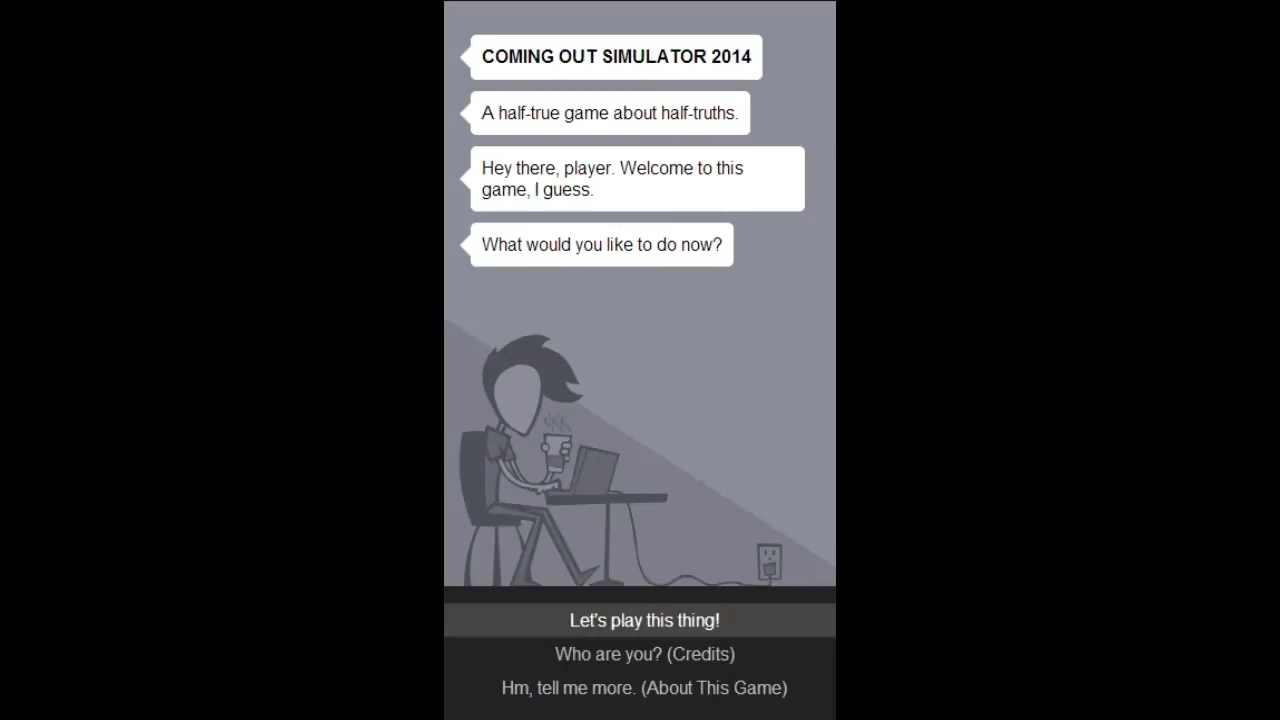 COMING OUT SIMULATOR 2014
A half-true game about half-truths.
Hey there, player. Welcome to this
game, I guess.
What would you like to do now?
Let's play this thing!
Who are you? (Credits)
Hm, tell me more. (About This Game)